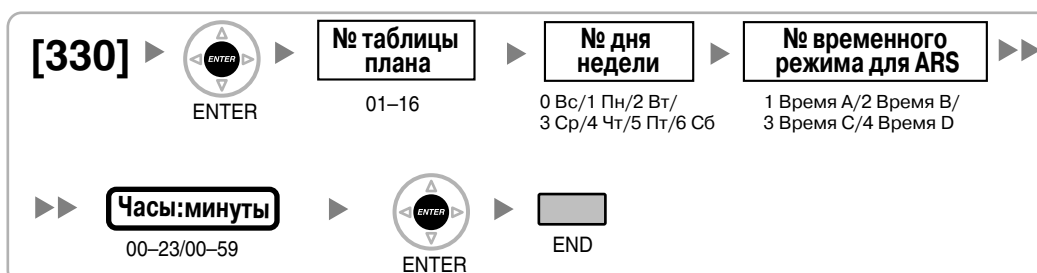 [330]
ENTER
ENTER
№ таблицы
плана
01–16
№ дня
недели
0 Вс/1 Пн/2 Вт/
3 Ср/4 Чт/5 Пт/6 Сб
№ временного
режима для ARS
1 Время A/2 Время B/
3 Время C/4 Время D
Часы:минуты
00–23/00–59
ENTER
ENTER
END